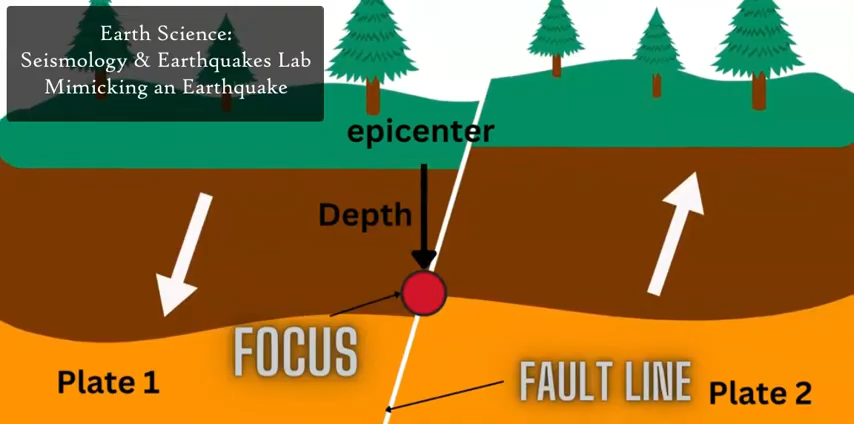 Earth Science:
Seismology & Earthquakes Lab
Mimicking an Earthquake
epicenter
Depth
FOCUS
FAULT LINE
Plate 1
Plate 2